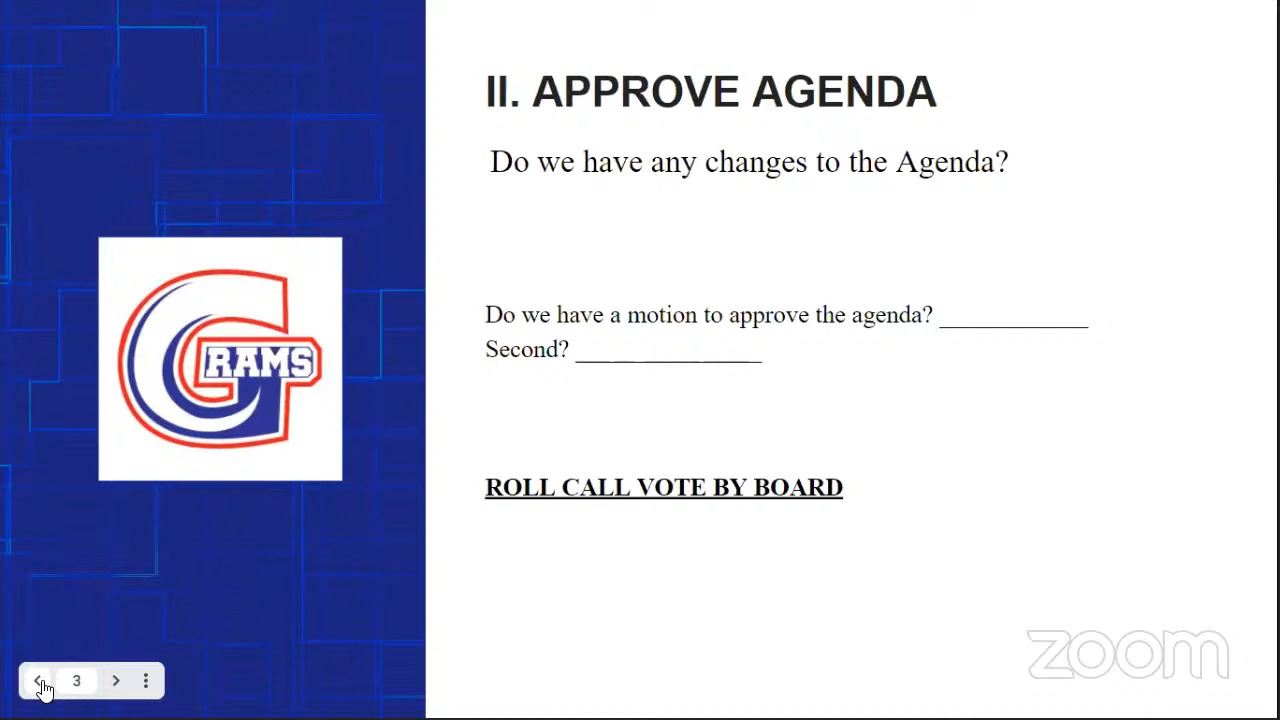 II. APPROVE AGENDA
Do we have any changes to the Agenda?
Do we have a motion to approve the agenda? ____________
Second? _______________
ROLL CALL VOTE BY BOARD
G RAMS
3
zoom